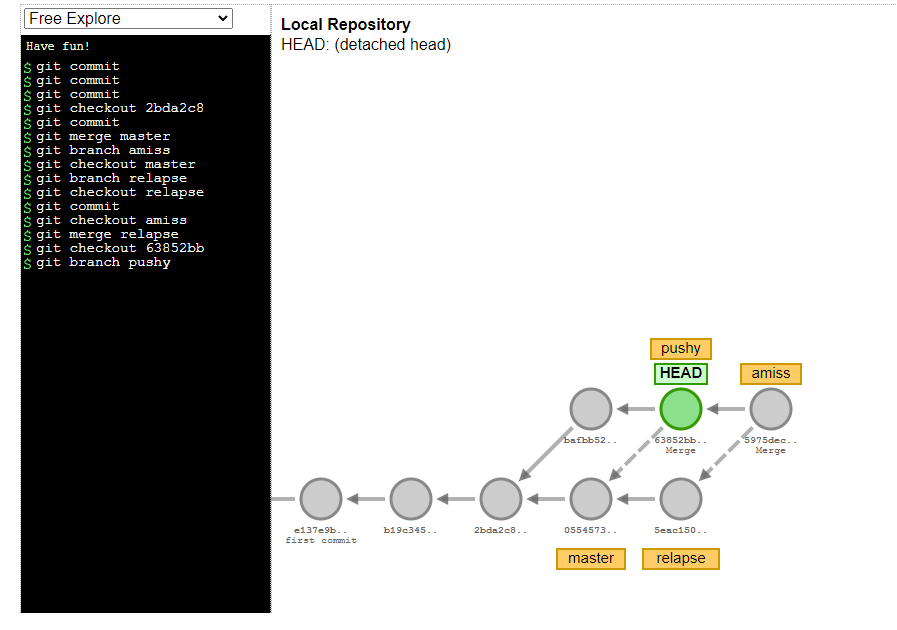 Free Explore
Have fun!
$ git commit
$ git commit
$ git commit
$ git checkout 2bda2c8
$ git commit
$ git merge master
$ git branch amiss
$ git checkout master
$ git branch relapse
$ git checkout relapse
$ git commit
$ git checkout amiss
$ git merge relapse
$ git checkout 63852bb
$ git branch pushy
Local Repository
HEAD: (detached head)
pushy
HEAD
amiss
bafbb52..
63852bb..
Merge
5975dec..
Merge
e137e9b..
first commit
b19c345..
2bda2c8..
0554573..
5eac150..
master
relapse